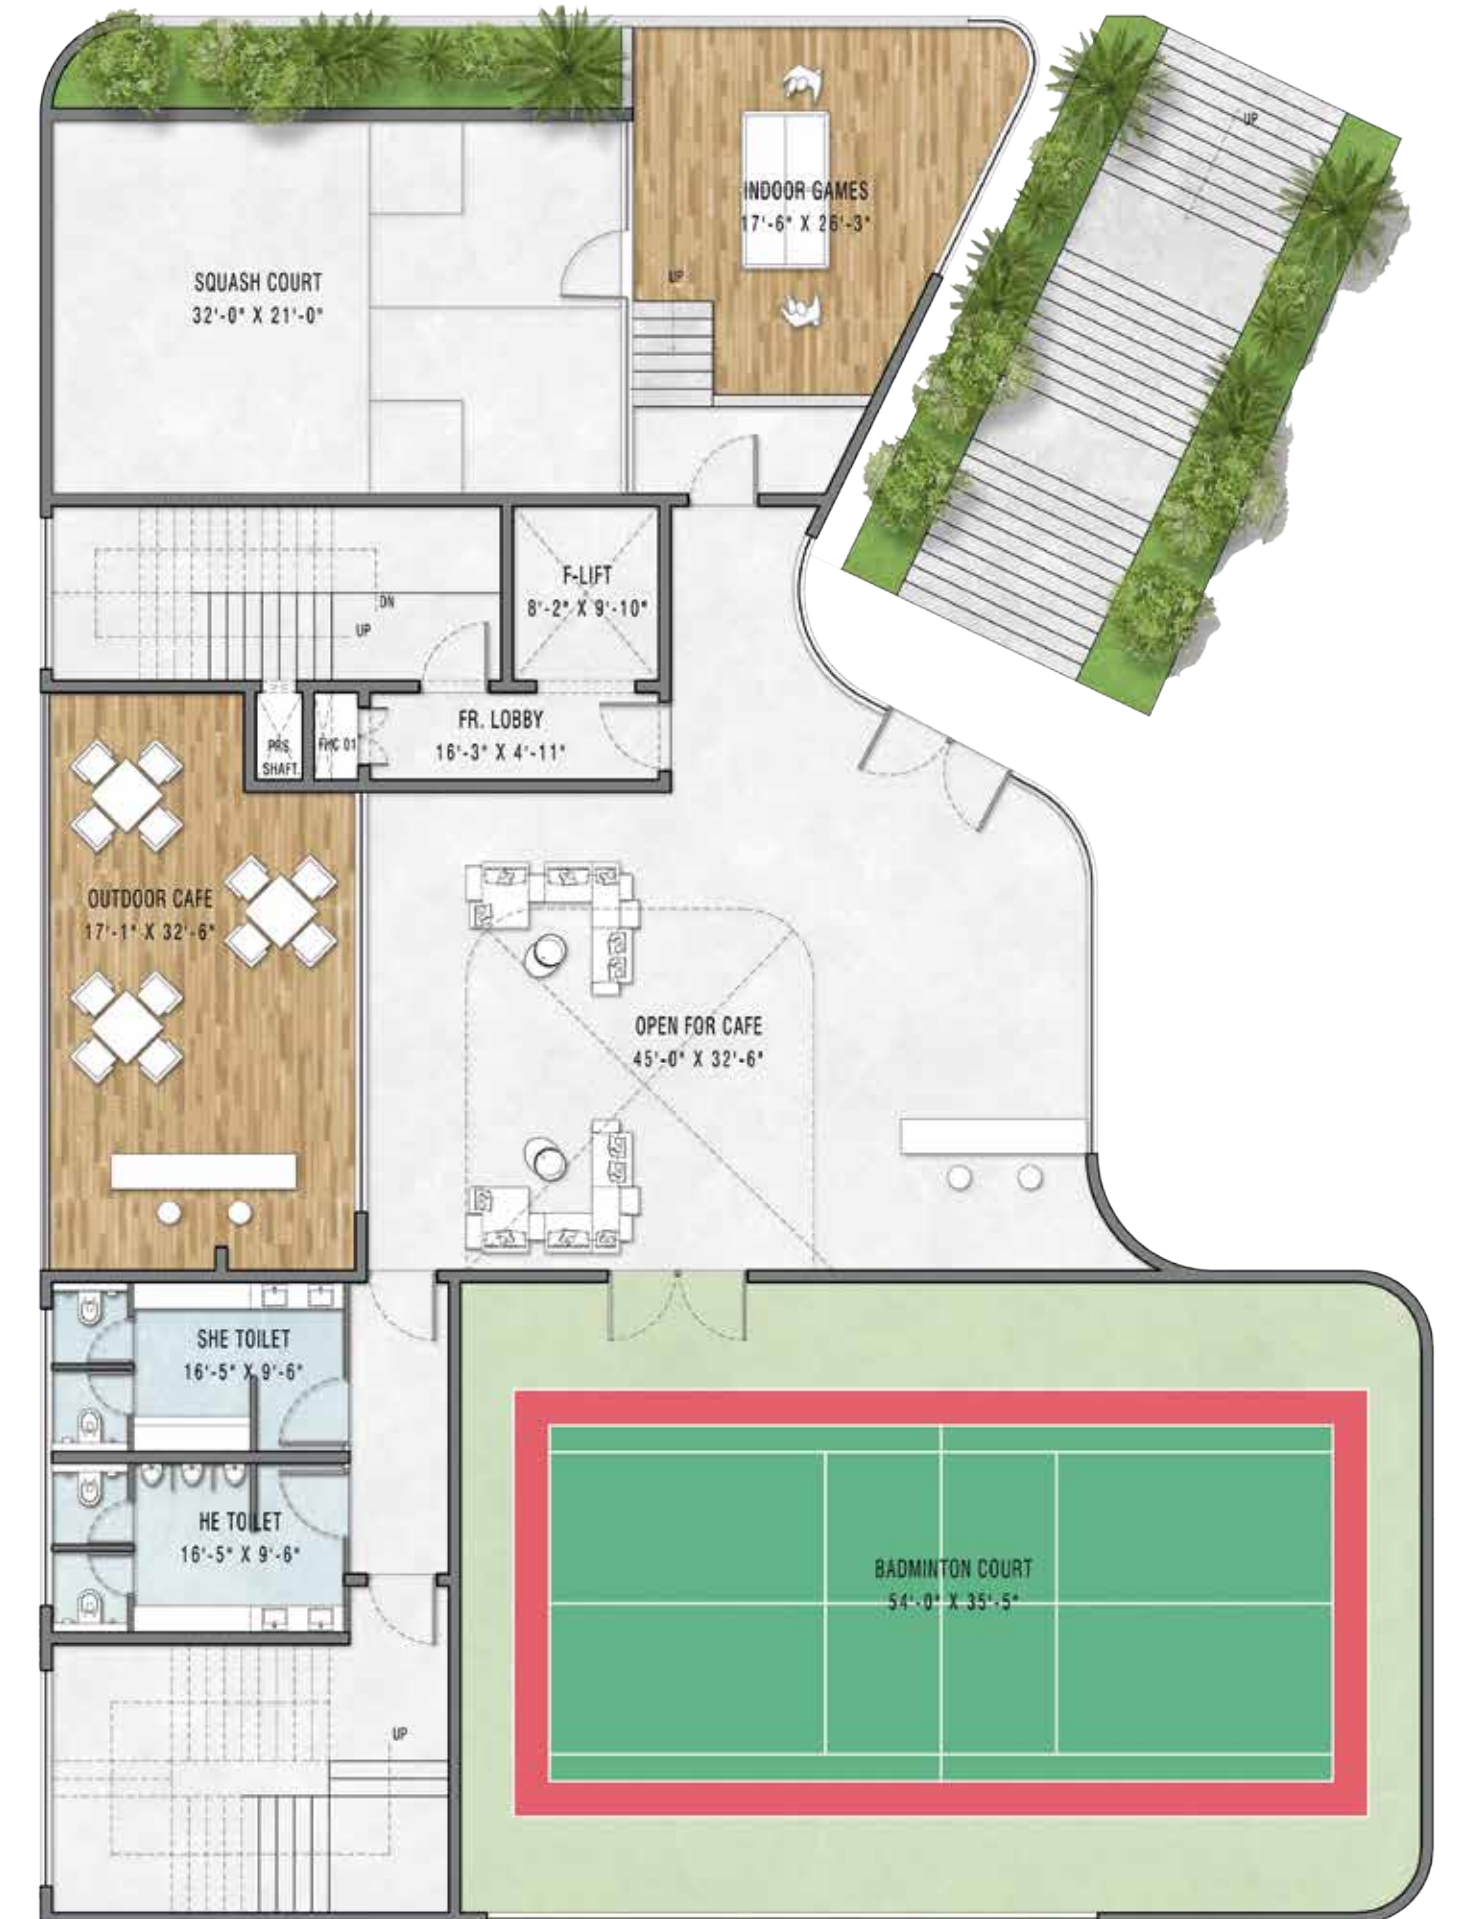 UP
INDOOR GAMES
17'-6" X 26'-3"
UP
SQUASH COURT
32'-0" X 21'-0"
F-LIFT
8'-2" X 9'-10"
DN
UP
FR. LOBBY
16'-3" X 4'-11"
PRS.
SHAFT
FHC 01
OUTDOOR CAFE
17'-1" X 32'-6"
OPEN FOR CAFE
45'-0" X 32'-6"
SHE TOILET
16'-5" X 9'-6"
HE TOILET
16'-5" X 9'-6"
BADMINTON COURT
54'-0" X 35'-5"
UP